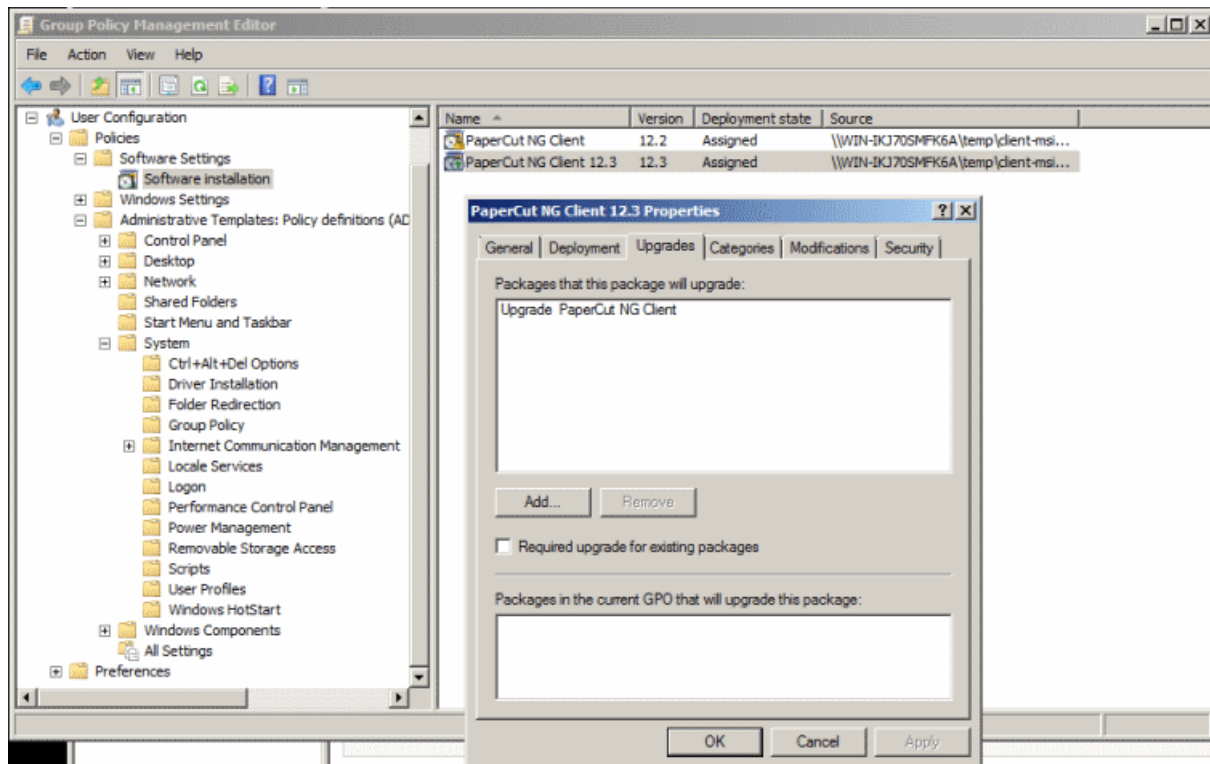 Group Policy Management Editor
File Action View Help
User Configuration
Policies
Software Settings
Software installation
Windows Settings
Administrative Templates: Policy definitions (AD
Control Panel
Desktop
Network
Shared Folders
Start Menu and Taskbar
System
Ctrl+Alt+Del Options
Driver Installation
Folder Redirection
Group Policy
Internet Communication Management
Locale Services
Logon
Performance Control Panel
Power Management
Removable Storage Access
Scripts
User Profiles
Windows HotStart
Windows Components
All Settings
Preferences
Name Version Deployment state Source
PaperCut NG Client 12.2 Assigned \\WIN-IKJ70SMFK6A\temp\client-msi...
PaperCut NG Client 12.3 12.3 Assigned \\WIN-IKJ70SMFK6A\temp\client-msi...
PaperCut NG Client 12.3 Properties
General Deployment Upgrades Categories Modifications Security
Packages that this package will upgrade:
Upgrade PaperCut NG Client
Add... Remove
Required upgrade for existing packages
Packages in the current GPO that will upgrade this package:
OK Cancel Apply